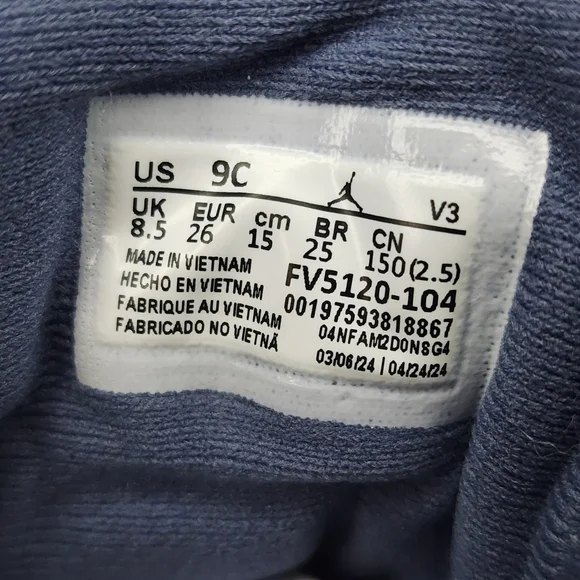 US 9C V3
UK EUR cm BR CN
8.5 26 15 25 150(2.5)
MADE IN VIETNAM
HECHO EN VIETNAM
FABRIQUE AU VIETNAM
FABRICADO NO VIETNÃ
FV5120-104
00197593818867
04NFAM2D0N8G4
03/06/24 | 04/24/24